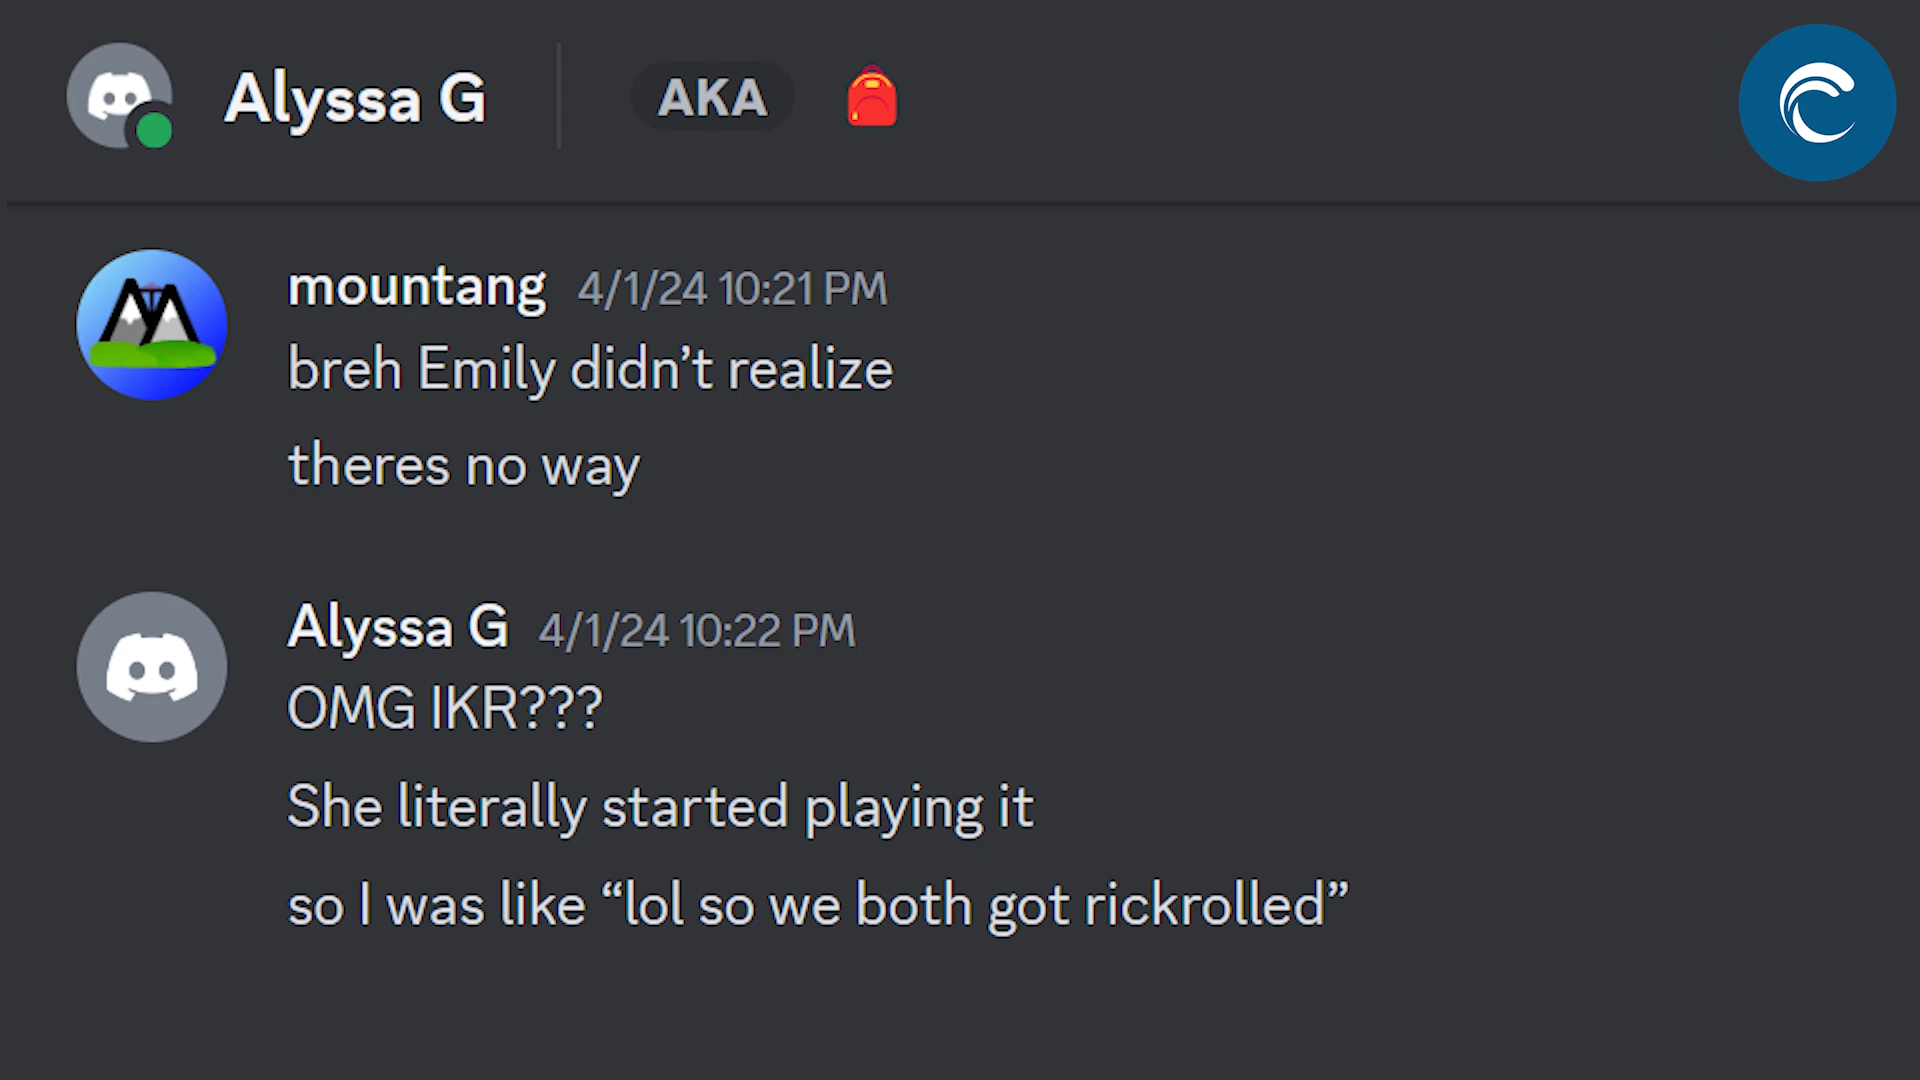 Alyssa G AKA
mountang 4/1/24 10:21 PM
breh Emily didn’t realize
theres no way
Alyssa G 4/1/24 10:22 PM
OMG IKR???
She literally started playing it
so I was like “lol so we both got rickrolled”